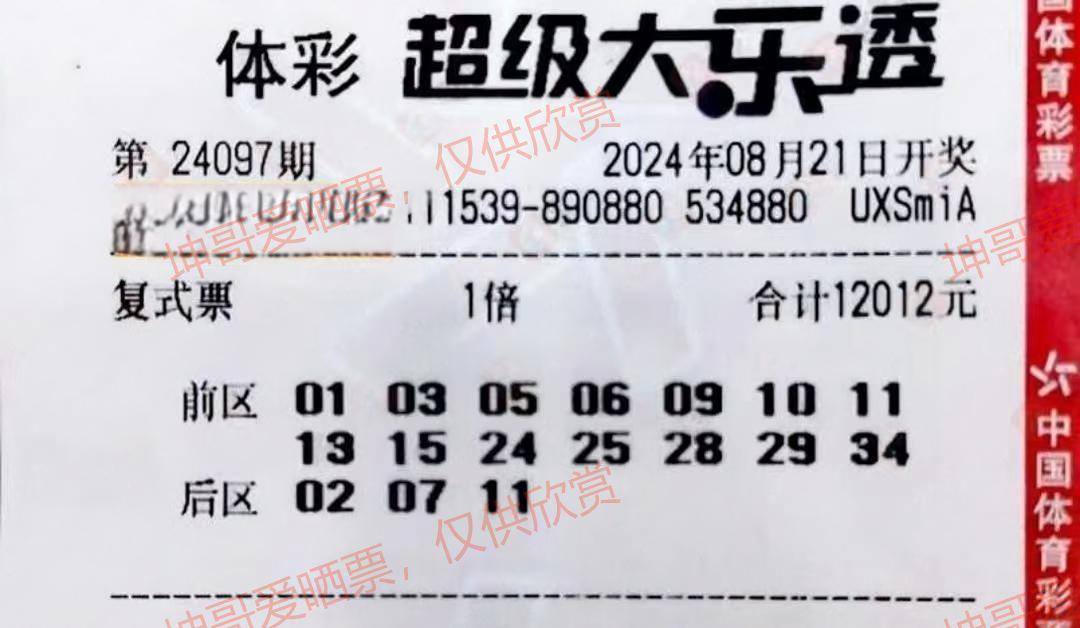 体彩 超级大乐透
第 24097期 2024年08月21日开奖
11539-890880 534880 UXSmiA
复式票 1倍 合计12012元
前区 01 03 05 06 09 10 11
13 15 24 25 28 29 34
后区 02 07 11
国体育彩票
中国体育彩
坤哥爱晒票，仅供欣赏
坤哥爱晒票，仅供欣赏
坤哥
坤哥爱